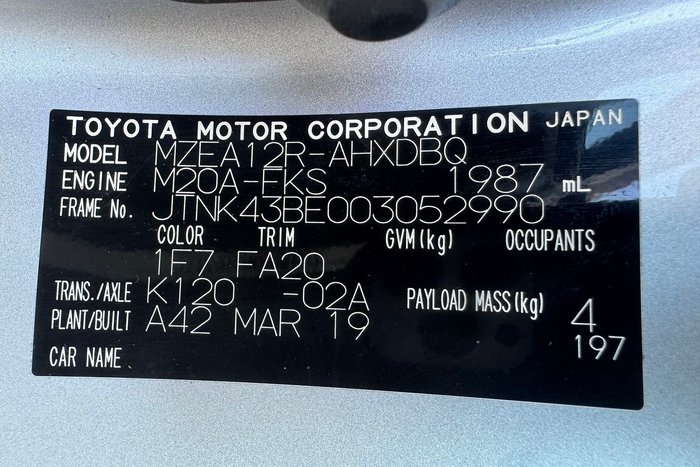 TOYOTA MOTOR CORPORATION JAPAN
MODEL MZEA12R-AHXDBQ
ENGINE M20A-FKS 1987 mL
FRAME No. JTNK43BE003052990
COLOR TRIM GVM(kg) OCCUPANTS
1F7 FA20
TRANS./AXLE K120 -02A PAYLOAD MASS(kg) 4
PLANT/BUILT A42 MAR 19 197
CAR NAME